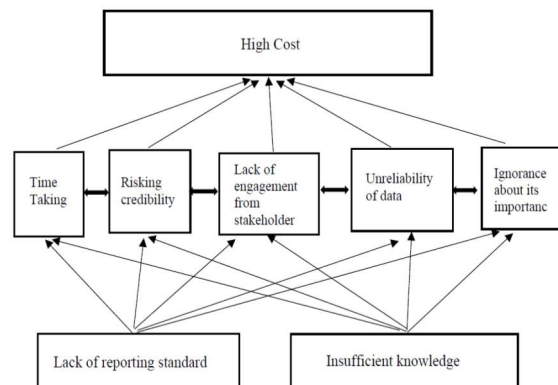 High Cost
Time
Taking
Risking
credibility
Lack of
engagement
from
stakeholder
Unreliability
of data
Ignorance
about its
importanc
Lack of reporting standard
Insufficient knowledge